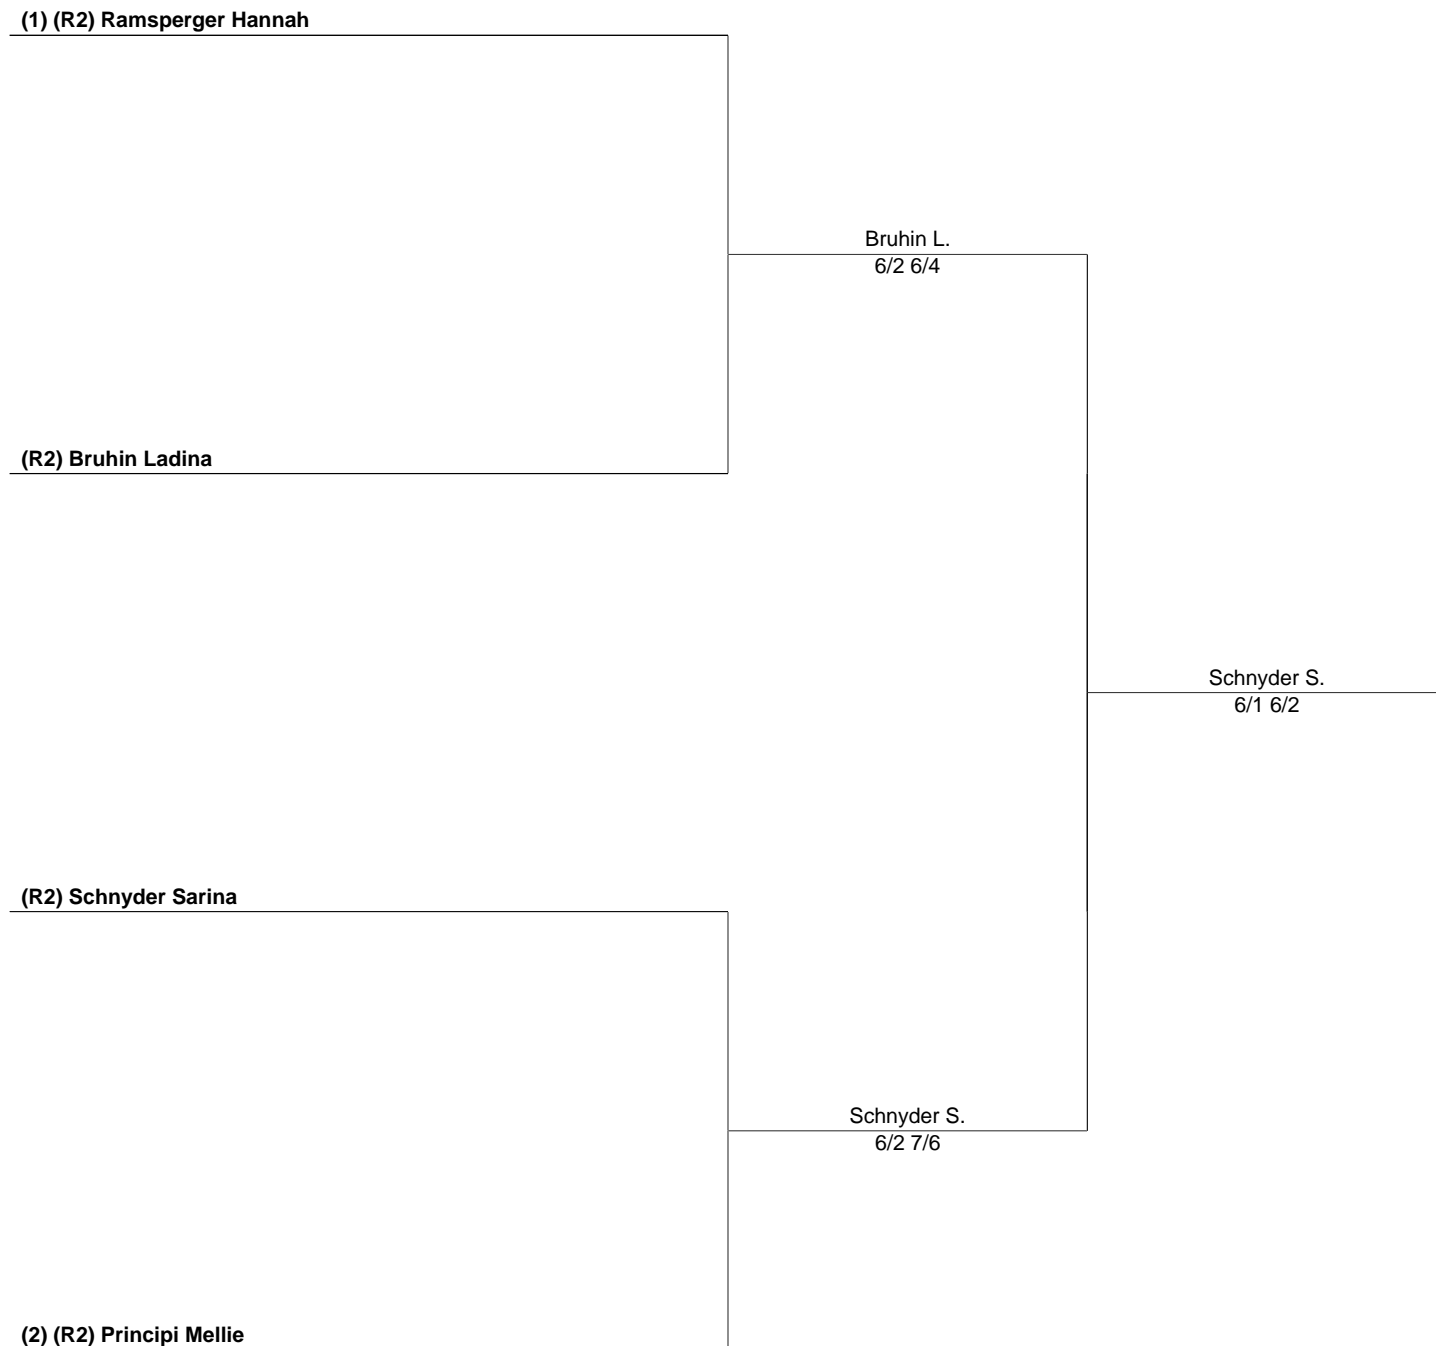 (1) (R2) Ramsperger Hannah
Bruhin L.
6/2 6/4
(R2) Bruhin Ladina
Schnyder S.
6/1 6/2
(R2) Schnyder Sarina
Schnyder S.
6/2 7/6
(2) (R2) Principi Mellie